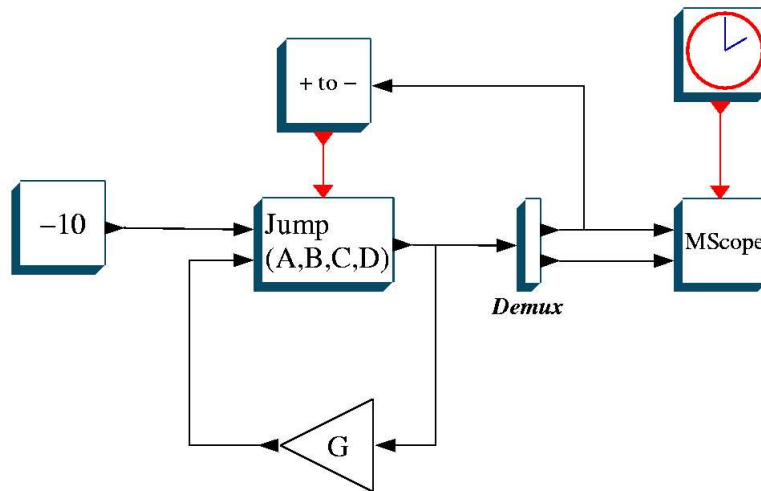 + to −
−10
Jump
(A,B,C,D)
MScope
Demux
G